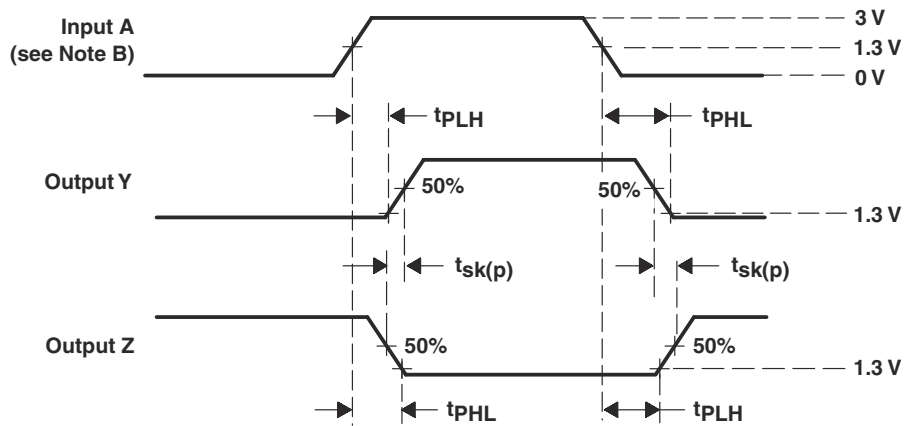 Input A
(see Note B)
3 V
1.3 V
0 V
tPLH
tPHL
Output Y
50%
50%
1.3 V
tsk(p)
tsk(p)
Output Z
50%
50%
1.3 V
tPHL
tPLH